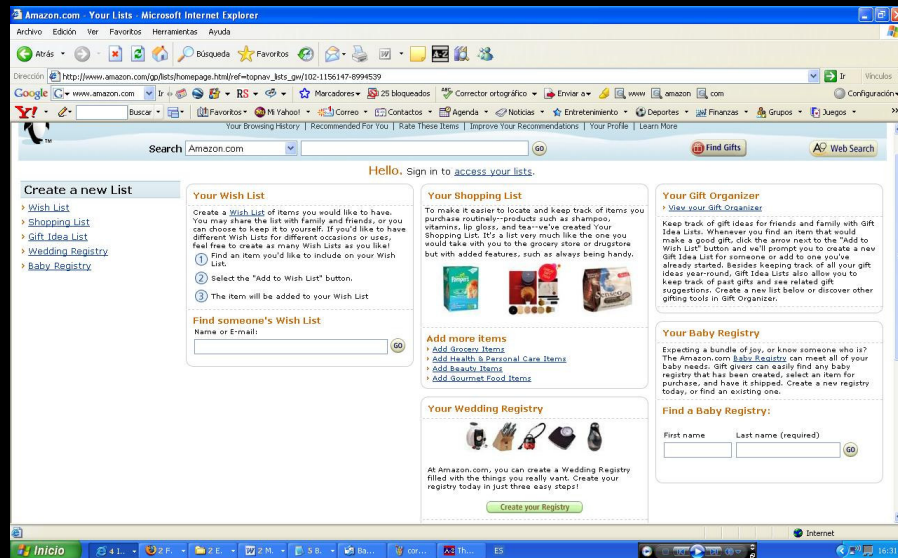 Amazon.com - Your Lists - Microsoft Internet Explorer
Archivo Edición Ver Favoritos Herramientas Ayuda
Atrás Búsqueda Favoritos
Dirección http://www.amazon.com/gp/lists/homepage.html/ref=topnav_lists_gw/102-1156147-8994539 Ir Vínculos
Google www.amazon.com Ir RS Marcadores 25 bloqueados Corrector ortográfico Enviar a www amazon com Configuración
Y! Buscar Favoritos Mi Yahoo! Correo Contactos Agenda Noticias Entretenimiento Deportes Finanzas Grupos Juegos
Your Browsing History | Recommended For You | Rate These Items | Improve Your Recommendations | Your Profile | Learn More
Search Amazon.com GO Find Gifts A9 Web Search
Hello. Sign in to access your lists.
Create a new List
Wish List
Shopping List
Gift Idea List
Wedding Registry
Baby Registry
Your Wish List
Create a Wish List of items you would like to have.
You may share the list with family and friends, or you
can choose to keep it to yourself. If you'd like to have
different Wish Lists for different occasions or uses,
feel free to create as many Wish Lists as you like!
1 Find an item you'd like to include on your Wish
List.
2 Select the "Add to Wish List" button.
3 The item will be added to your Wish List
Find someone's Wish List
Name or E-mail:
GO
Your Shopping List
To make it easier to locate and keep track of items you
purchase routinely--products such as shampoo,
vitamins, lip gloss, and tea--we've created Your
Shopping List. It's a list very much like the one you
would take with you to the grocery store or drugstore
but with added features, such as always being handy.
Pampers
Senseo
Add more items
Add Grocery Items
Add Health & Personal Care Items
Add Beauty Items
Add Gourmet Food Items
Your Wedding Registry
At Amazon.com, you can create a Wedding Registry
filled with the things you really want. Create your
registry today in just three easy steps!
Create your Registry
Your Gift Organizer
View your Gift Organizer
Keep track of gift ideas for friends and family with Gift
Idea Lists. Whenever you find an item that would
make a good gift, click the arrow next to the "Add to
Wish List" button and we'll prompt you to create a new
Gift Idea List for someone or add to one you've
already started. Besides keeping track of all your gift
ideas year-round, Gift Idea Lists also allow you to
keep track of past gifts and see related gift
suggestions. Create a new list below or discover other
gifting tools in Gift Organizer.
Your Baby Registry
Expecting a bundle of joy, or know someone who is?
The Amazon.com Baby Registry can meet all of your
baby needs. Gift givers can easily find any baby
registry that has been created, select an item for
purchase, and have it shipped. Create a new registry
today, or find an existing one.
Find a Baby Registry:
First name Last name (required)
GO
Internet
Inicio 4 I... 2 F. 2 E. 2 M. 5 B. Ba... cor... Th... ES 16:31